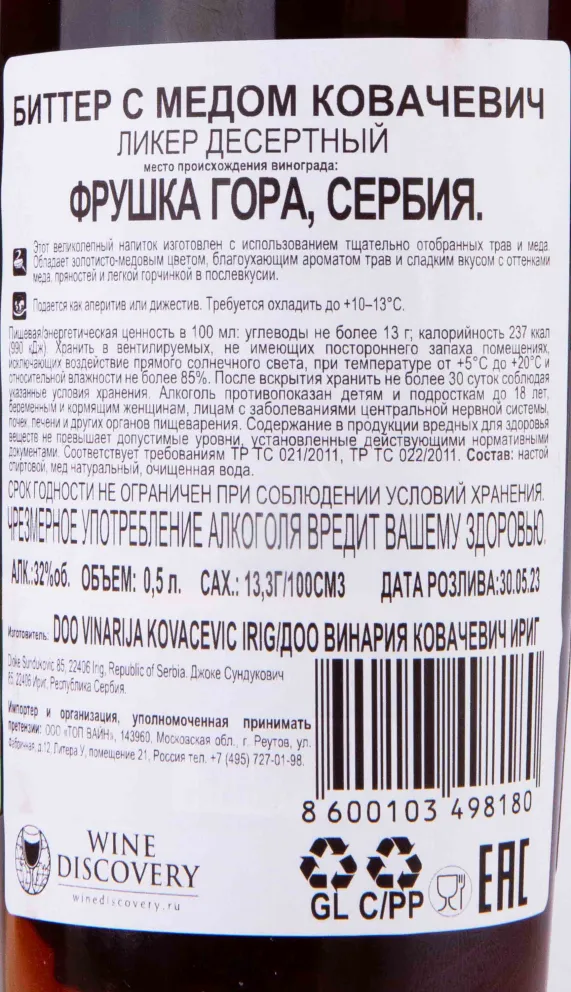 БИТТЕР С МЕДОМ КОВАЧЕВИЧ
ЛИКЕР ДЕСЕРТНЫЙ
место происхождения винограда:
ФРУШКА ГОРА, СЕРБИЯ.
Этот великолепный напиток изготовлен с использованием тщательно отобранных трав и меда.
Обладает золотисто-медовым цветом, благоухающим ароматом трав и сладким вкусом с оттенками
меда, пряностей и легкой горчинкой в послевкусии.
Подается как аперитив или дижестив. Требуется охладить до +10–13°С.
Пищевая/энергетическая ценность в 100 мл: углеводы не более 13 г; калорийность 237 ккал
(990 кДж). Хранить в вентилируемых, не имеющих постороннего запаха помещениях,
исключающих воздействие прямого солнечного света, при температуре от +5°С до +20°С и
относительной влажности не более 85%. После вскрытия хранить не более 30 суток соблюдая
указанные условия хранения. Алкоголь противопоказан детям и подросткам до 18 лет,
беременным и кормящим женщинам, лицам с заболеваниями центральной нервной системы,
почек, печени и других органов пищеварения. Содержание в продукции вредных для здоровья
веществ не превышает допустимые уровни, установленные действующими нормативными
документами. Соответствует требованиям ТР ТС 021/2011, ТР ТС 022/2011. Состав: настой
спиртовой, мед натуральный, очищенная вода.
СРОК ГОДНОСТИ НЕ ОГРАНИЧЕН ПРИ СОБЛЮДЕНИИ УСЛОВИЙ ХРАНЕНИЯ.
ЧРЕЗМЕРНОЕ УПОТРЕБЛЕНИЕ АЛКОГОЛЯ ВРЕДИТ ВАШЕМУ ЗДОРОВЬЮ.
АЛК.:32%об. ОБЪЕМ: 0,5 л. САХ.: 13,3Г/100СМ3 ДАТА РОЗЛИВА:30.05.23
Изготовитель: DOO VINARIJA KOVACEVIC IRIG/ДОО ВИНАРИЯ КОВАЧЕВИЧ ИРИГ
Djoke Sundukovic 85, 22406 Irig, Republic of Serbia. Джоке Сундукович
85, 22406 Ириг, Республика Сербия.
Импортер и организация, уполномоченная принимать
претензии: ООО «ТОП ВАЙН», 143960, Московская обл., г. Реутов, ул.
Фабричная, д.12, Литера У, помещение 21, Россия тел. +7 (495) 727-01-98.
8 600103 498180
WINE
DISCOVERY
winediscovery.ru
GL C/PP
EAC